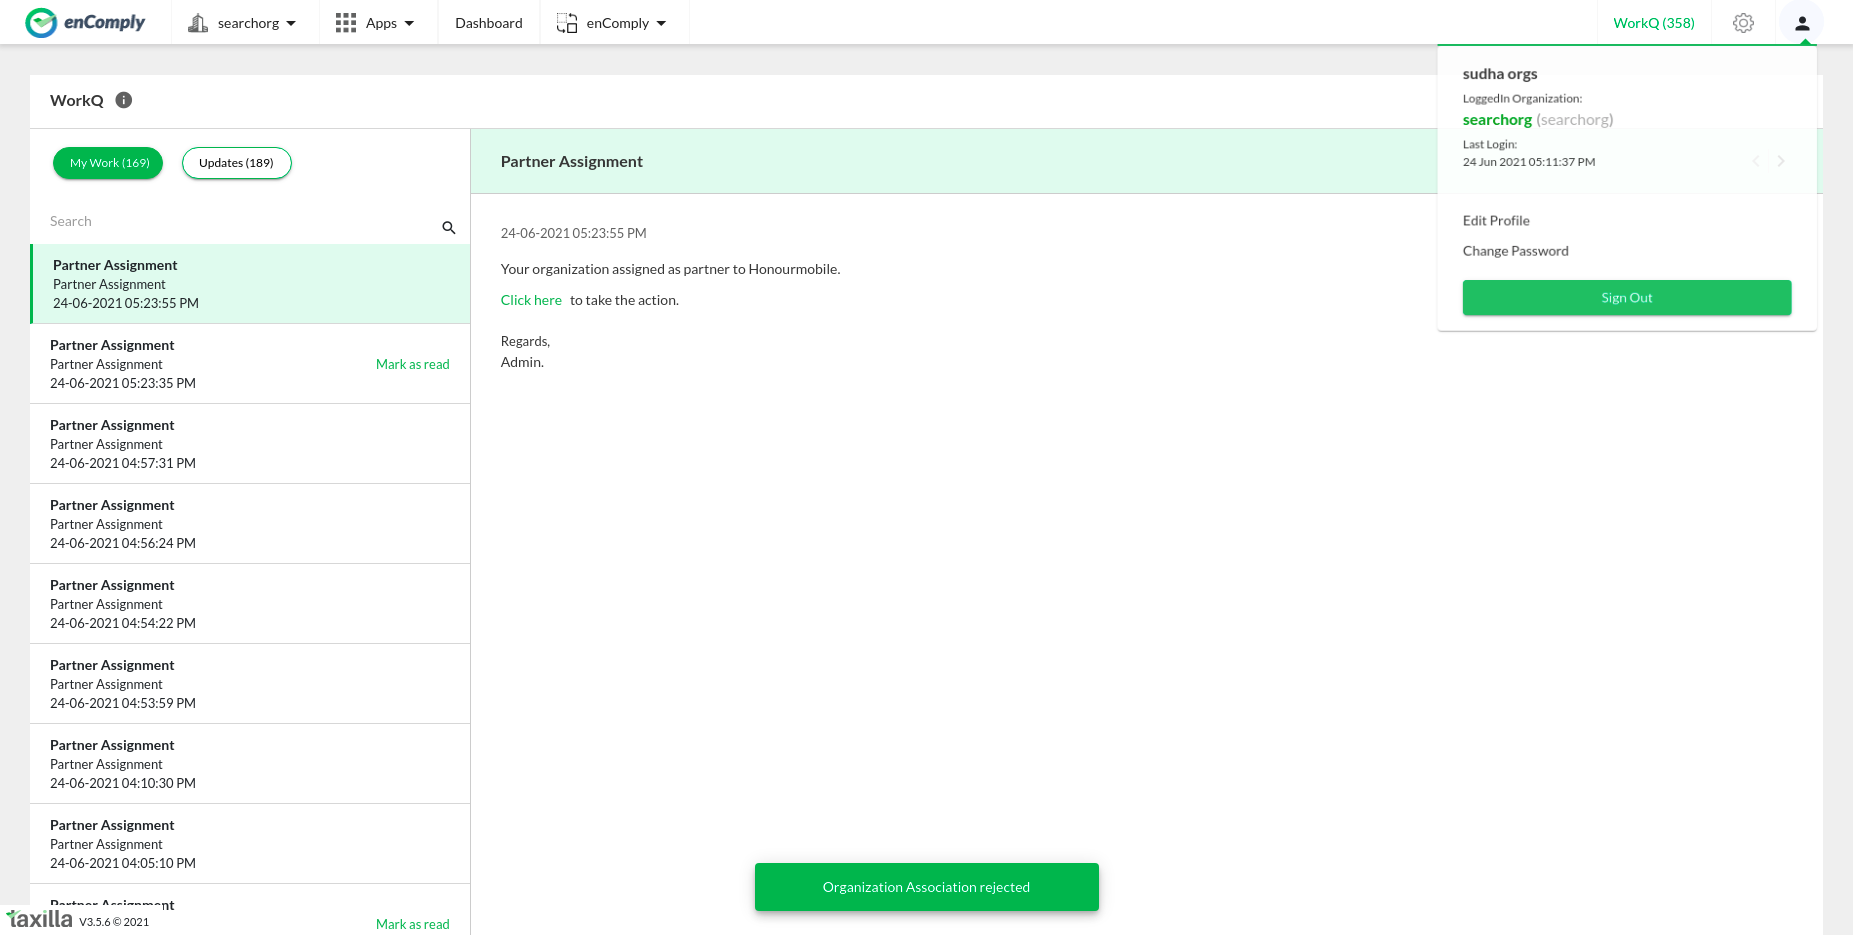 enComply
searchorg
Apps
Dashboard
enComply
WorkQ (358)
sudha orgs
LoggedIn Organization:
searchorg (searchorg)
Last Login:
24 Jun 2021 05:11:37 PM
Edit Profile
Change Password
Sign Out
WorkQ
My Work (169)
Updates (189)
Search
Partner Assignment
Partner Assignment
24-06-2021 05:23:55 PM
Partner Assignment
Partner Assignment
Mark as read
24-06-2021 05:23:35 PM
Partner Assignment
Partner Assignment
24-06-2021 04:57:31 PM
Partner Assignment
Partner Assignment
24-06-2021 04:56:24 PM
Partner Assignment
Partner Assignment
24-06-2021 04:54:22 PM
Partner Assignment
Partner Assignment
24-06-2021 04:53:59 PM
Partner Assignment
Partner Assignment
24-06-2021 04:10:30 PM
Partner Assignment
Partner Assignment
24-06-2021 04:05:10 PM
Partner Assignment
Mark as read
taxilla V3.5.6 © 2021
Partner Assignment
24-06-2021 05:23:55 PM
Your organization assigned as partner to Honourmobile.
Click here to take the action.
Regards,
Admin.
Organization Association rejected